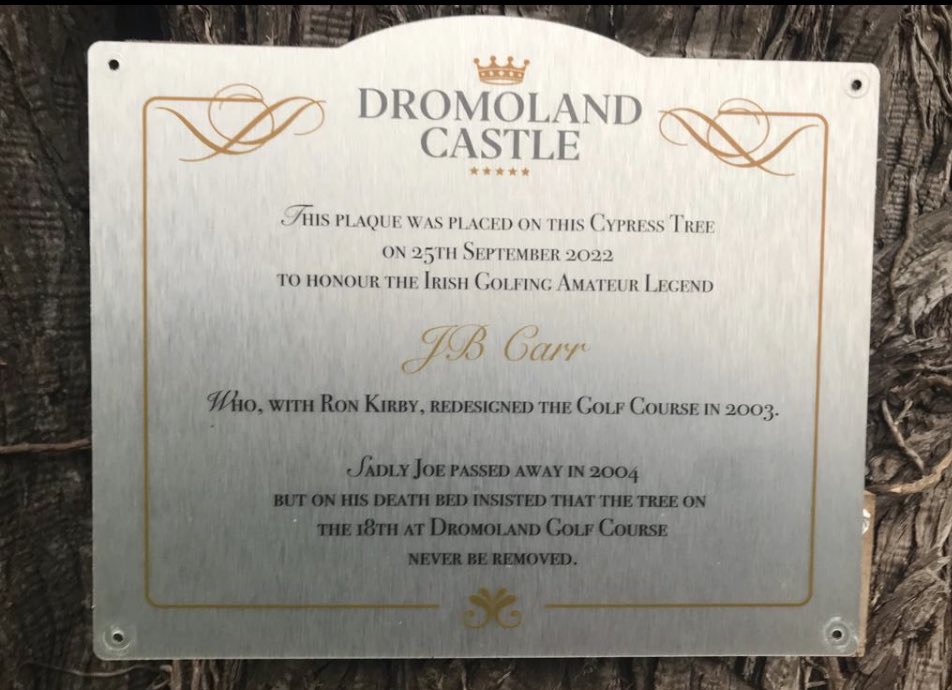 DROMOLAND
CASTLE
THIS PLAQUE WAS PLACED ON THIS CYPRESS TREE
ON 25TH SEPTEMBER 2022
TO HONOUR THE IRISH GOLFING AMATEUR LEGEND
JB Carr
WHO, WITH RON KIRBY, REDESIGNED THE GOLF COURSE IN 2003.
SADLY JOE PASSED AWAY IN 2004
BUT ON HIS DEATH BED INSISTED THAT THE TREE ON
THE 18TH AT DROMOLAND GOLF COURSE
NEVER BE REMOVED.